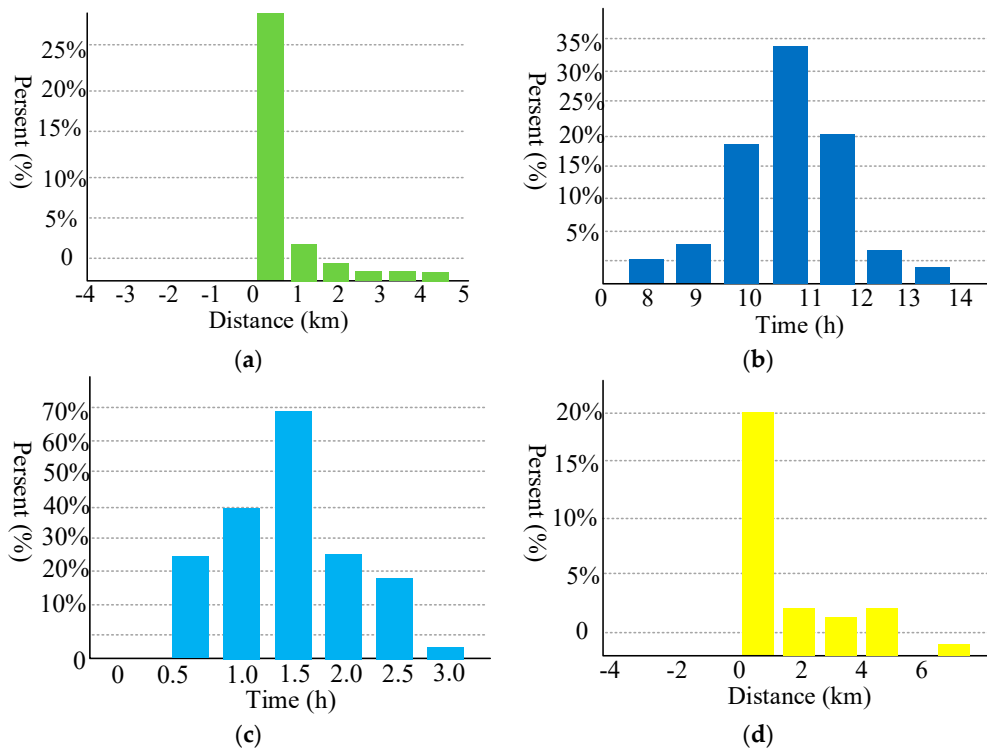 25%
20%
15%
10%
5%
0
Persent (%)
-4 -3 -2 -1 0 1 2 3 4 5
Distance (km)
(a)
35%
30%
25%
20%
15%
10%
5%
Persent (%)
0 8 9 10 11 12 13 14
Time (h)
(b)
70%
60%
50%
40%
30%
20%
10%
0
Persent (%)
0 0.5 1.0 1.5 2.0 2.5 3.0
Time (h)
(c)
20%
15%
10%
5%
0
Persent (%)
-4 -2 0 2 4 6
Distance (km)
(d)